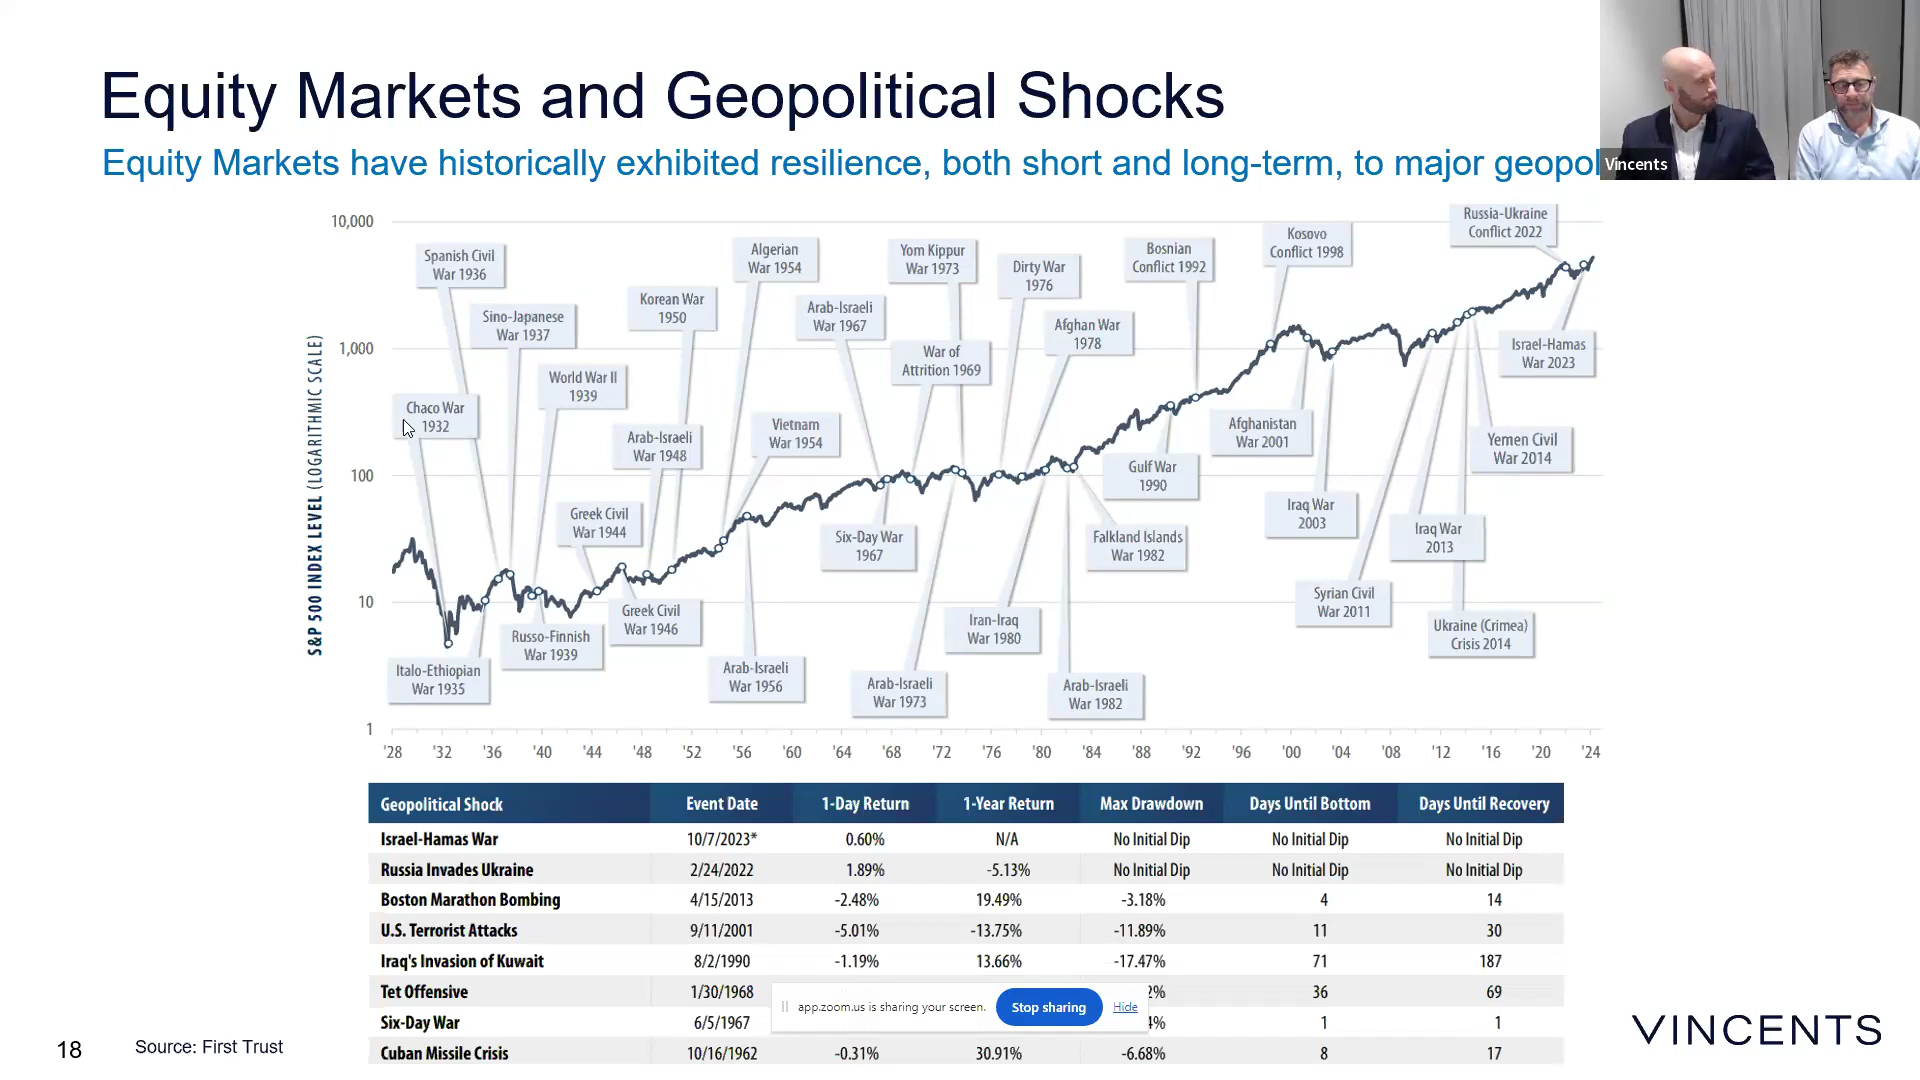 Equity Markets and Geopolitical Shocks
Equity Markets have historically exhibited resilience, both short and long-term, to major geopol
Vincents
10,000
1,000
100
10
1
S&P 500 INDEX LEVEL (LOGARITHMIC SCALE)
Spanish Civil
War 1936
Sino-Japanese
War 1937
World War II
1939
Chaco War
1932
Korean War
1950
Algerian
War 1954
Arab-Israeli
War 1948
Vietnam
War 1954
Greek Civil
War 1944
Arab-Israeli
War 1967
Yom Kippur
War 1973
War of
Attrition 1969
Dirty War
1976
Afghan War
1978
Bosnian
Conflict 1992
Kosovo
Conflict 1998
Russia-Ukraine
Conflict 2022
Israel-Hamas
War 2023
Afghanistan
War 2001
Yemen Civil
War 2014
Gulf War
1990
Iraq War
2003
Iraq War
2013
Six-Day War
1967
Falkland Islands
War 1982
Syrian Civil
War 2011
Ukraine (Crimea)
Crisis 2014
Greek Civil
War 1946
Russo-Finnish
War 1939
Italo-Ethiopian
War 1935
Arab-Israeli
War 1956
Iran-Iraq
War 1980
Arab-Israeli
War 1973
Arab-Israeli
War 1982
'28 '32 '36 '40 '44 '48 '52 '56 '60 '64 '68 '72 '76 '80 '84 '88 '92 '96 '00 '04 '08 '12 '16 '20 '24
Geopolitical Shock Event Date 1-Day Return 1-Year Return Max Drawdown Days Until Bottom Days Until Recovery
Israel-Hamas War 10/7/2023* 0.60% N/A No Initial Dip No Initial Dip No Initial Dip
Russia Invades Ukraine 2/24/2022 1.89% -5.13% No Initial Dip No Initial Dip No Initial Dip
Boston Marathon Bombing 4/15/2013 -2.48% 19.49% -3.18% 4 14
U.S. Terrorist Attacks 9/11/2001 -5.01% -13.75% -11.89% 11 30
Iraq's Invasion of Kuwait 8/2/1990 -1.19% 13.66% -17.47% 71 187
Tet Offensive 1/30/1968 2% 36 69
Six-Day War 6/5/1967 4% 1 1
Cuban Missile Crisis 10/16/1962 -0.31% 30.91% -6.68% 8 17
app.zoom.us is sharing your screen. Stop sharing Hide
18 Source: First Trust
VINCENTS